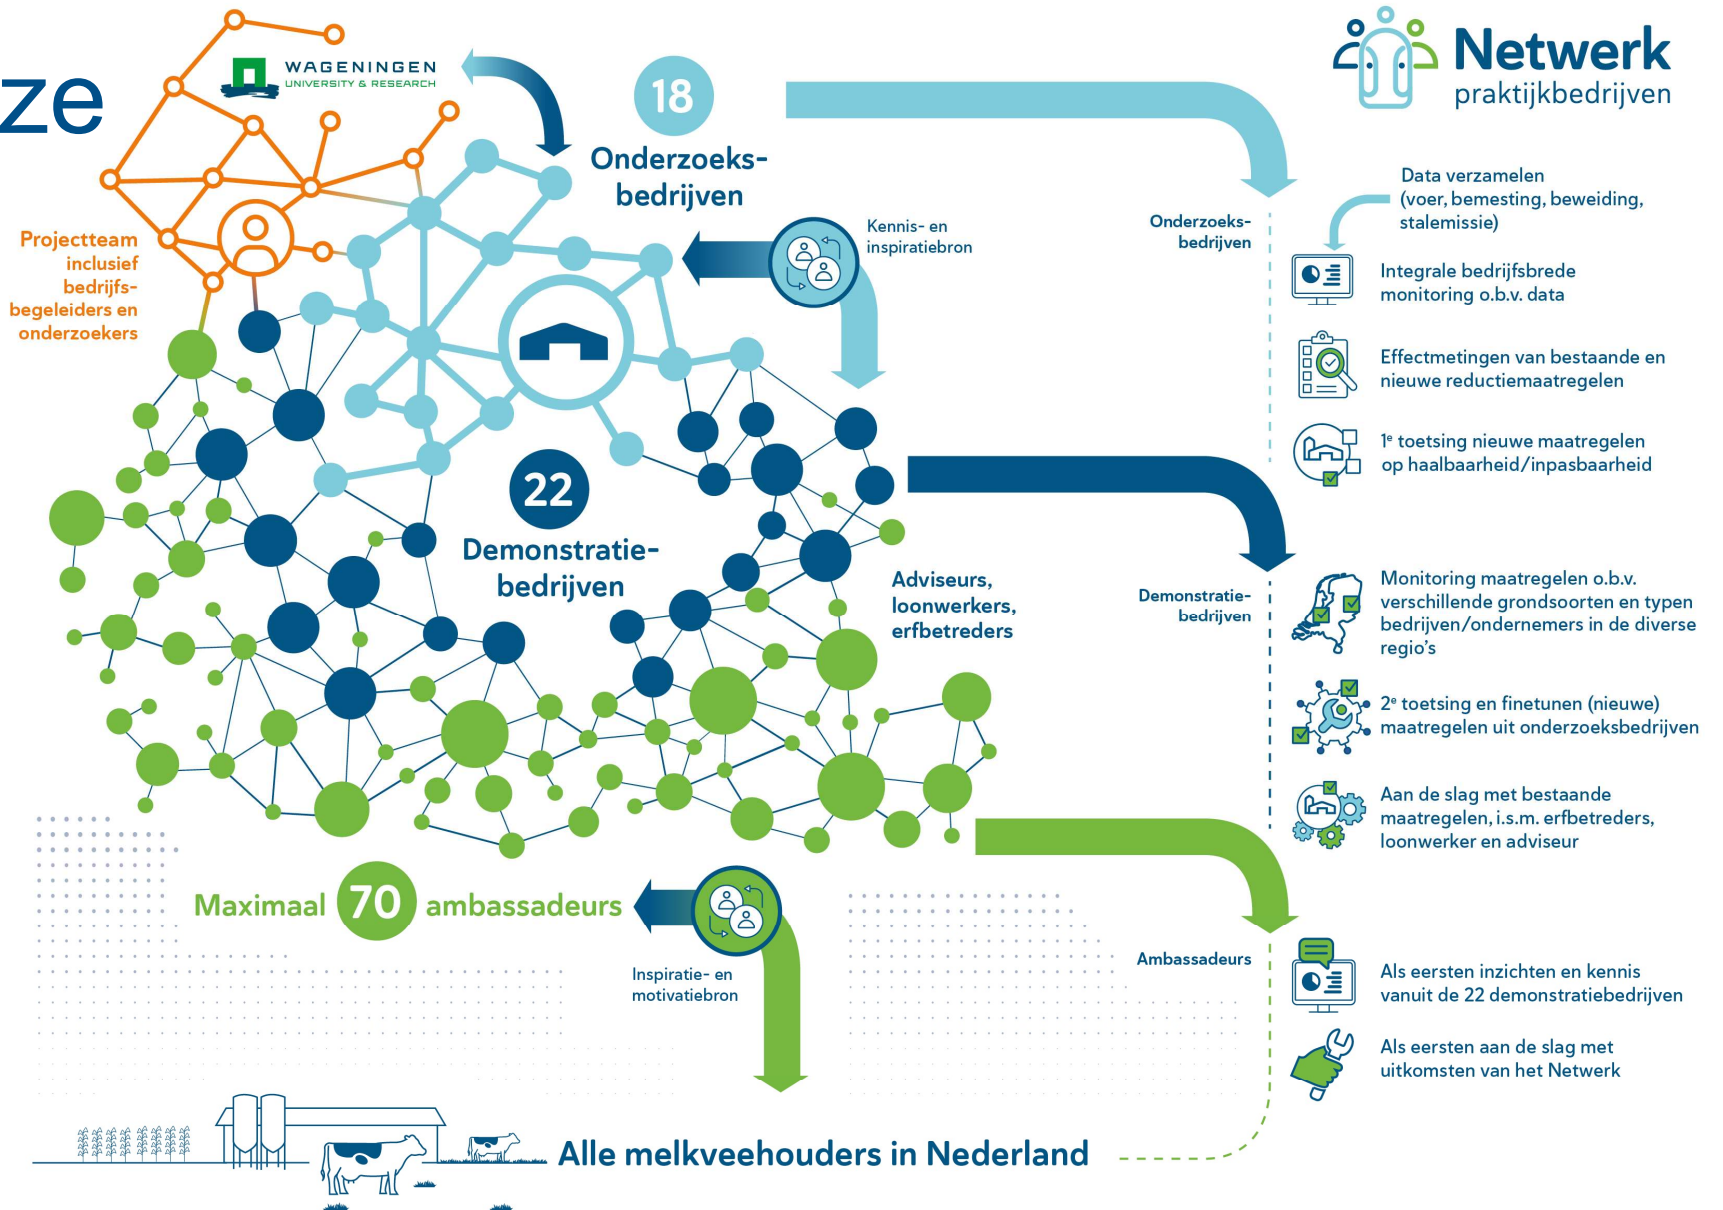 ze
WAGENINGEN
UNIVERSITY & RESEARCH
18
Onderzoeks-
bedrijven
Netwerk
praktijkbedrijven
Projectteam
inclusief
bedrijfs-
begeleiders en
onderzoekers
Kennis- en
inspiratiebron
Onderzoeks-
bedrijven
Data verzamelen
(voer, bemesting, beweiding,
stalemissie)
Integrale bedrijfsbrede
monitoring o.b.v. data
Effectmetingen van bestaande en
nieuwe reductiemaatregelen
1e toetsing nieuwe maatregelen
op haalbaarheid/inpasbaarheid
22
Demonstratie-
bedrijven
Adviseurs,
loonwerkers,
erfbetreders
Demonstratie-
bedrijven
Monitoring maatregelen o.b.v.
verschillende grondsoorten en typen
bedrijven/ondernemers in de diverse
regio's
2e toetsing en finetunen (nieuwe)
maatregelen uit onderzoeksbedrijven
Aan de slag met bestaande
maatregelen, i.s.m. erfbetreders,
loonwerker en adviseur
Maximaal 70 ambassadeurs
Inspiratie- en
motivatiebron
Ambassadeurs
Als eersten inzichten en kennis
vanuit de 22 demonstratiebedrijven
Als eersten aan de slag met
uitkomsten van het Netwerk
Alle melkveehouders in Nederland